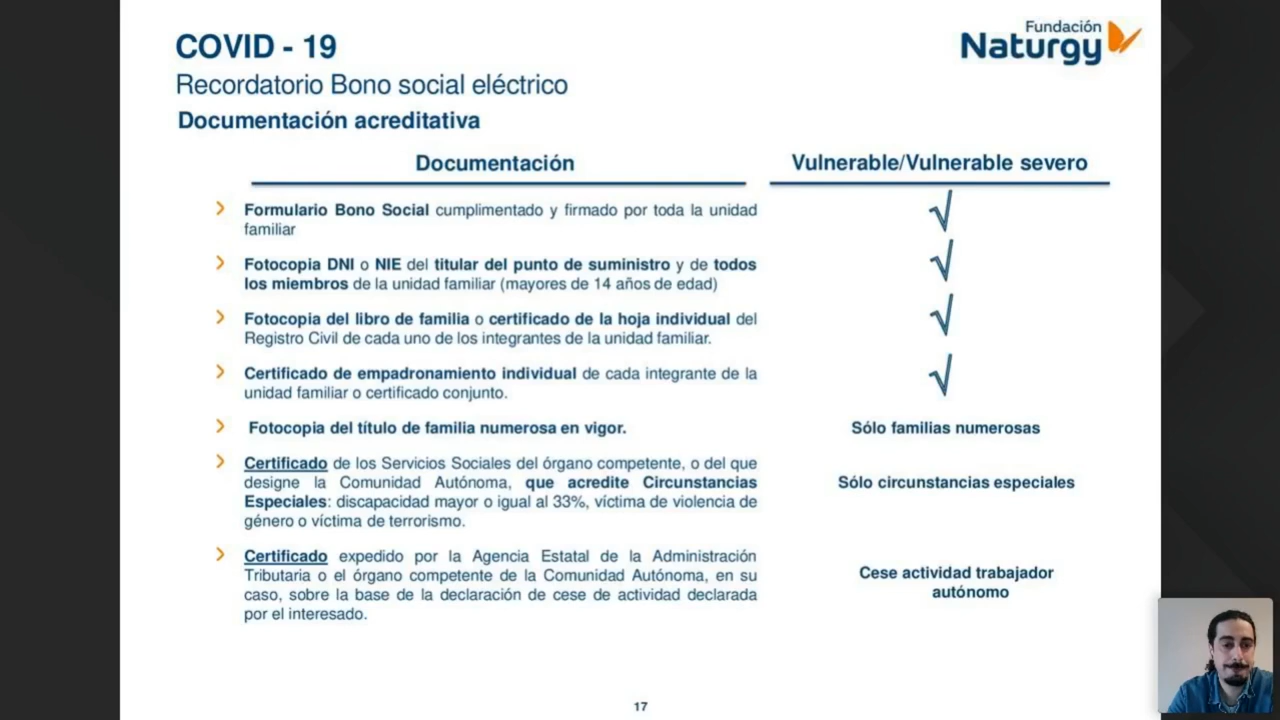 COVID - 19
Recordatorio Bono social eléctrico
Documentación acreditativa
Fundación
Naturgy
Documentación
Vulnerable/Vulnerable severo
Formulario Bono Social cumplimentado y firmado por toda la unidad
familiar
Fotocopia DNI o NIE del titular del punto de suministro y de todos
los miembros de la unidad familiar (mayores de 14 años de edad)
Fotocopia del libro de familia o certificado de la hoja individual del
Registro Civil de cada uno de los integrantes de la unidad familiar.
Certificado de empadronamiento individual de cada integrante de la
unidad familiar o certificado conjunto.
Fotocopia del título de familia numerosa en vigor.
Sólo familias numerosas
Certificado de los Servicios Sociales del órgano competente, o del que
designe la Comunidad Autónoma, que acredite Circunstancias
Especiales: discapacidad mayor o igual al 33%, víctima de violencia de
género o víctima de terrorismo.
Sólo circunstancias especiales
Certificado expedido por la Agencia Estatal de la Administración
Tributaria o el órgano competente de la Comunidad Autónoma, en su
caso, sobre la base de la declaración de cese de actividad declarada
por el interesado.
Cese actividad trabajador
autónomo
17